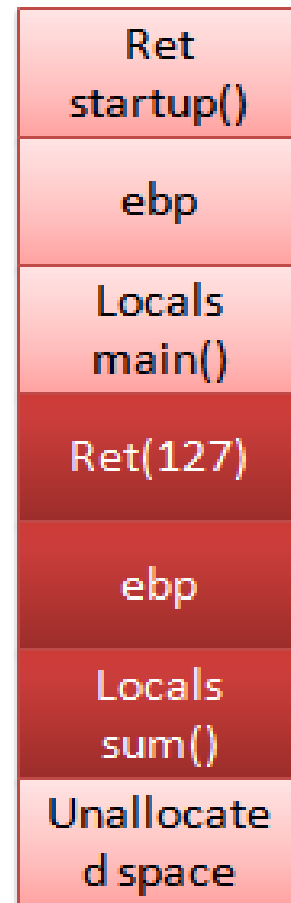 Ret
startup()
ebp
Locals
main()
Ret(127)
ebp
Locals
sum()
Unallocate
d space